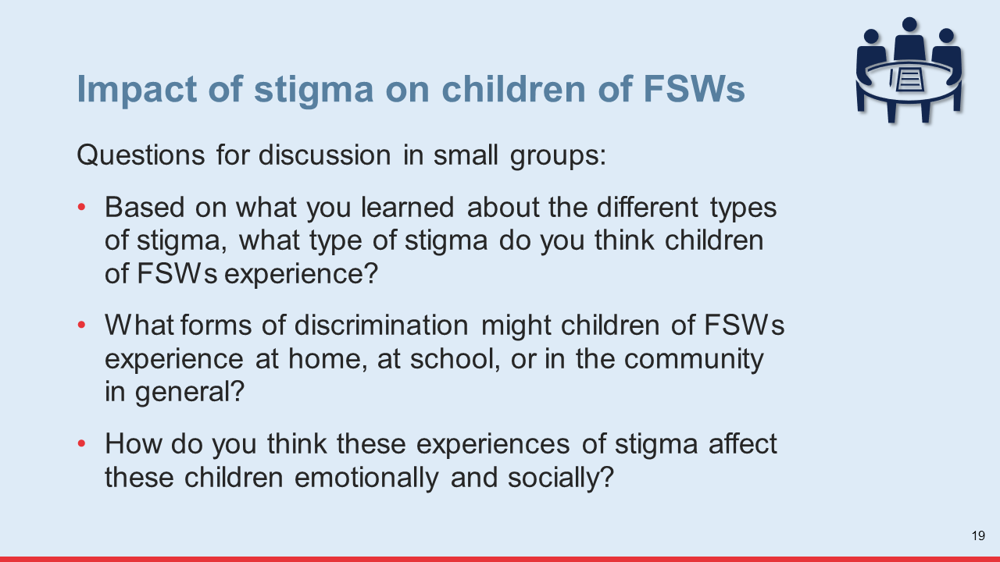 Impact of stigma on children of FSWs
Questions for discussion in small groups:
• Based on what you learned about the different types
of stigma, what type of stigma do you think children
of FSWs experience?
• What forms of discrimination might children of FSWs
experience at home, at school, or in the community
in general?
• How do you think these experiences of stigma affect
these children emotionally and socially?
19